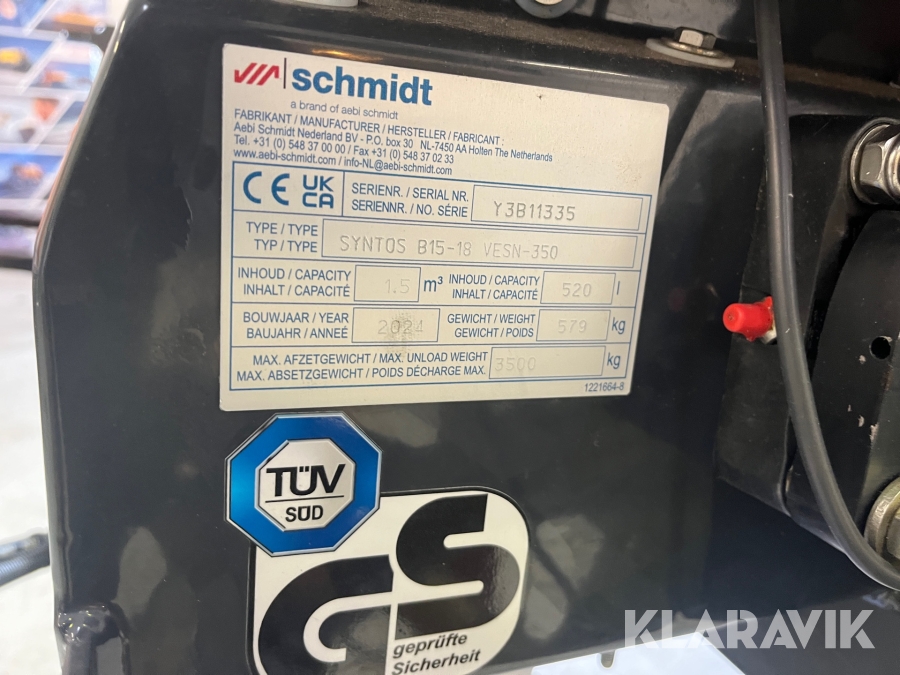 schmidt
a brand of aebi schmidt
FABRIKANT / MANUFACTURER / HERSTELLER / FABRICANT :
Aebi Schmidt Nederland BV - P.O. box 30 NL-7450 AA Holten The Netherlands
Tel. +31 (0) 548 37 00 00 / Fax +31 (0) 548 37 02 33
www.aebi-schmidt.com / info-NL@aebi-schmidt.com
CE UK CA
SERIENR. / SERIAL NR.
SERIENNR. / NO. SÉRIE
Y3B11335
TYPE / TYPE
TYP / TYPE
SYNTOS B15-18 VESN-350
INHOUD / CAPACITY
INHALT / CAPACITÉ
1.5 m³
INHOUD / CAPACITY
INHALT / CAPACITÉ
520 l
BOUWJAAR / YEAR
BAUJAHR / ANNEÉ
2024
GEWICHT / WEIGHT
GEWICHT / POIDS
579 kg
MAX. AFZETGEWICHT / MAX. UNLOAD WEIGHT
MAX. ABSETZGEWICHT / POIDS DÉCHARGE MAX.
3500 kg
1221664-8
TÜV
SÜD
GS
geprüfte
Sicherheit
KLARAVIK